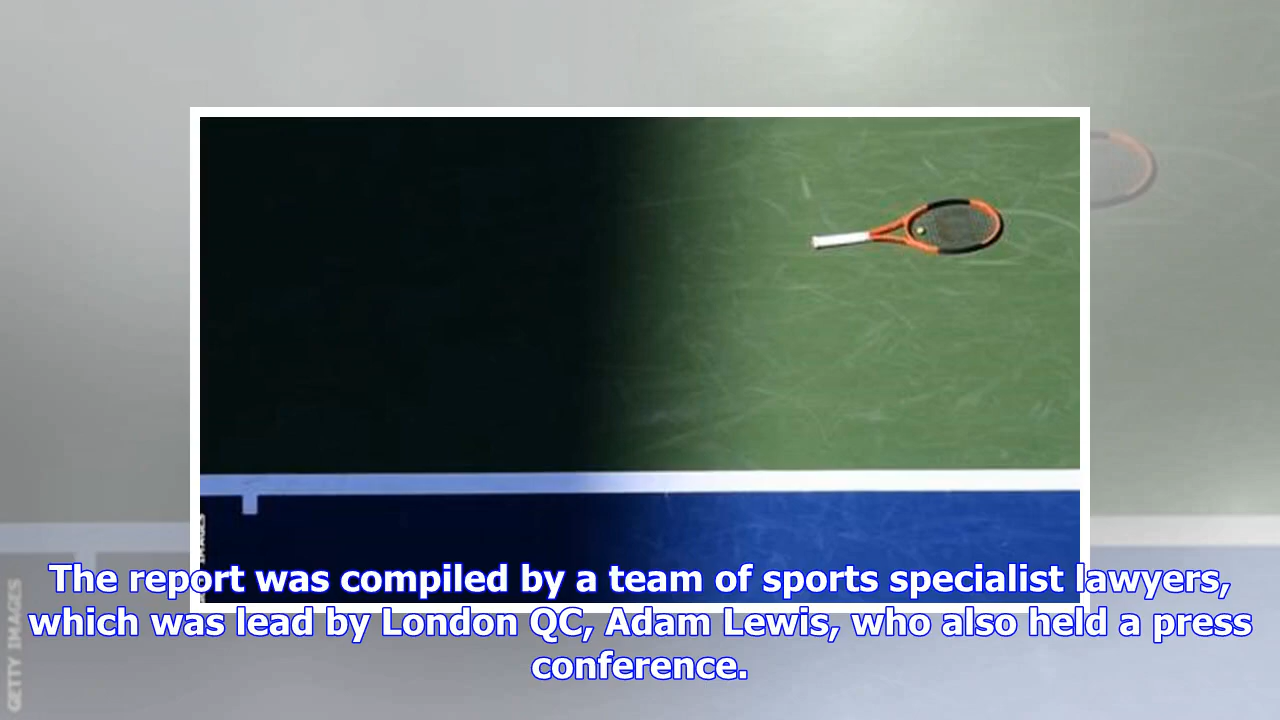 The report was compiled by a team of sports specialist lawyers,
which was lead by London QC, Adam Lewis, who also held a press
conference.
GETTY IMAGES
IMAGES